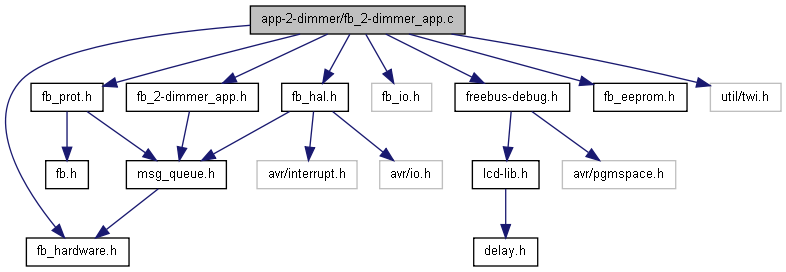 app-2-dimmer/fb_2-dimmer_app.c
fb_prot.h
fb_2-dimmer_app.h
fb_hal.h
fb_io.h
freebus-debug.h
fb_eeprom.h
util/twi.h
fb.h
msg_queue.h
avr/interrupt.h
avr/io.h
lcd-lib.h
avr/pgmspace.h
fb_hardware.h
delay.h